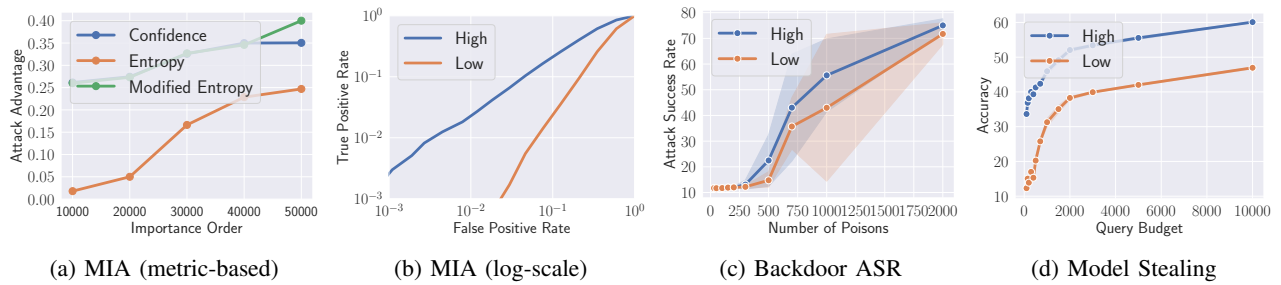 Attack Advantage
0.40
0.35
0.30
0.25
0.20
0.15
0.10
0.05
0.00
Confidence
Entropy
Modified Entropy
10000 20000 30000 40000 50000
Importance Order
(a) MIA (metric-based)
True Positive Rate
10⁰
10⁻¹
10⁻²
10⁻³
High
Low
10⁻³ 10⁻² 10⁻¹ 10⁰
False Positive Rate
(b) MIA (log-scale)
Attack Success Rate
80
70
60
50
40
30
20
10
High
Low
0 250 500 750 1000 1250 1500 1750 2000
Number of Poisons
(c) Backdoor ASR
Accuracy
60
50
40
30
20
10
High
Low
0 2000 4000 6000 8000 10000
Query Budget
(d) Model Stealing